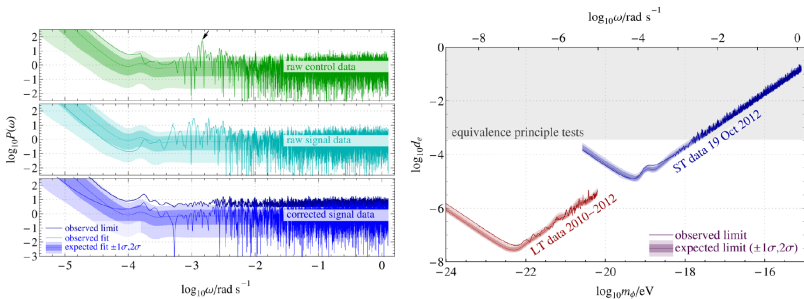 log₁₀ω/rad s⁻¹
2
1
0
−1
−2
raw control data
2
1
0
−1
−2
raw signal data
log₁₀P(ω)
2
1
0
−1
−2
−3
corrected signal data
observed limit
observed fit
expected fit ±1σ,2σ
−5 −4 −3 −2 −1 0
log₁₀ω/rad s⁻¹
−8 −6 −4 −2 0
0
−2
−4
−6
−8
log₁₀dₑ
equivalence principle tests
ST data 19 Oct 2012
LT data 2010−2012
observed limit
expected limit (±1σ,2σ)
−24 −22 −20 −18 −16
log₁₀m_ϕ/eV